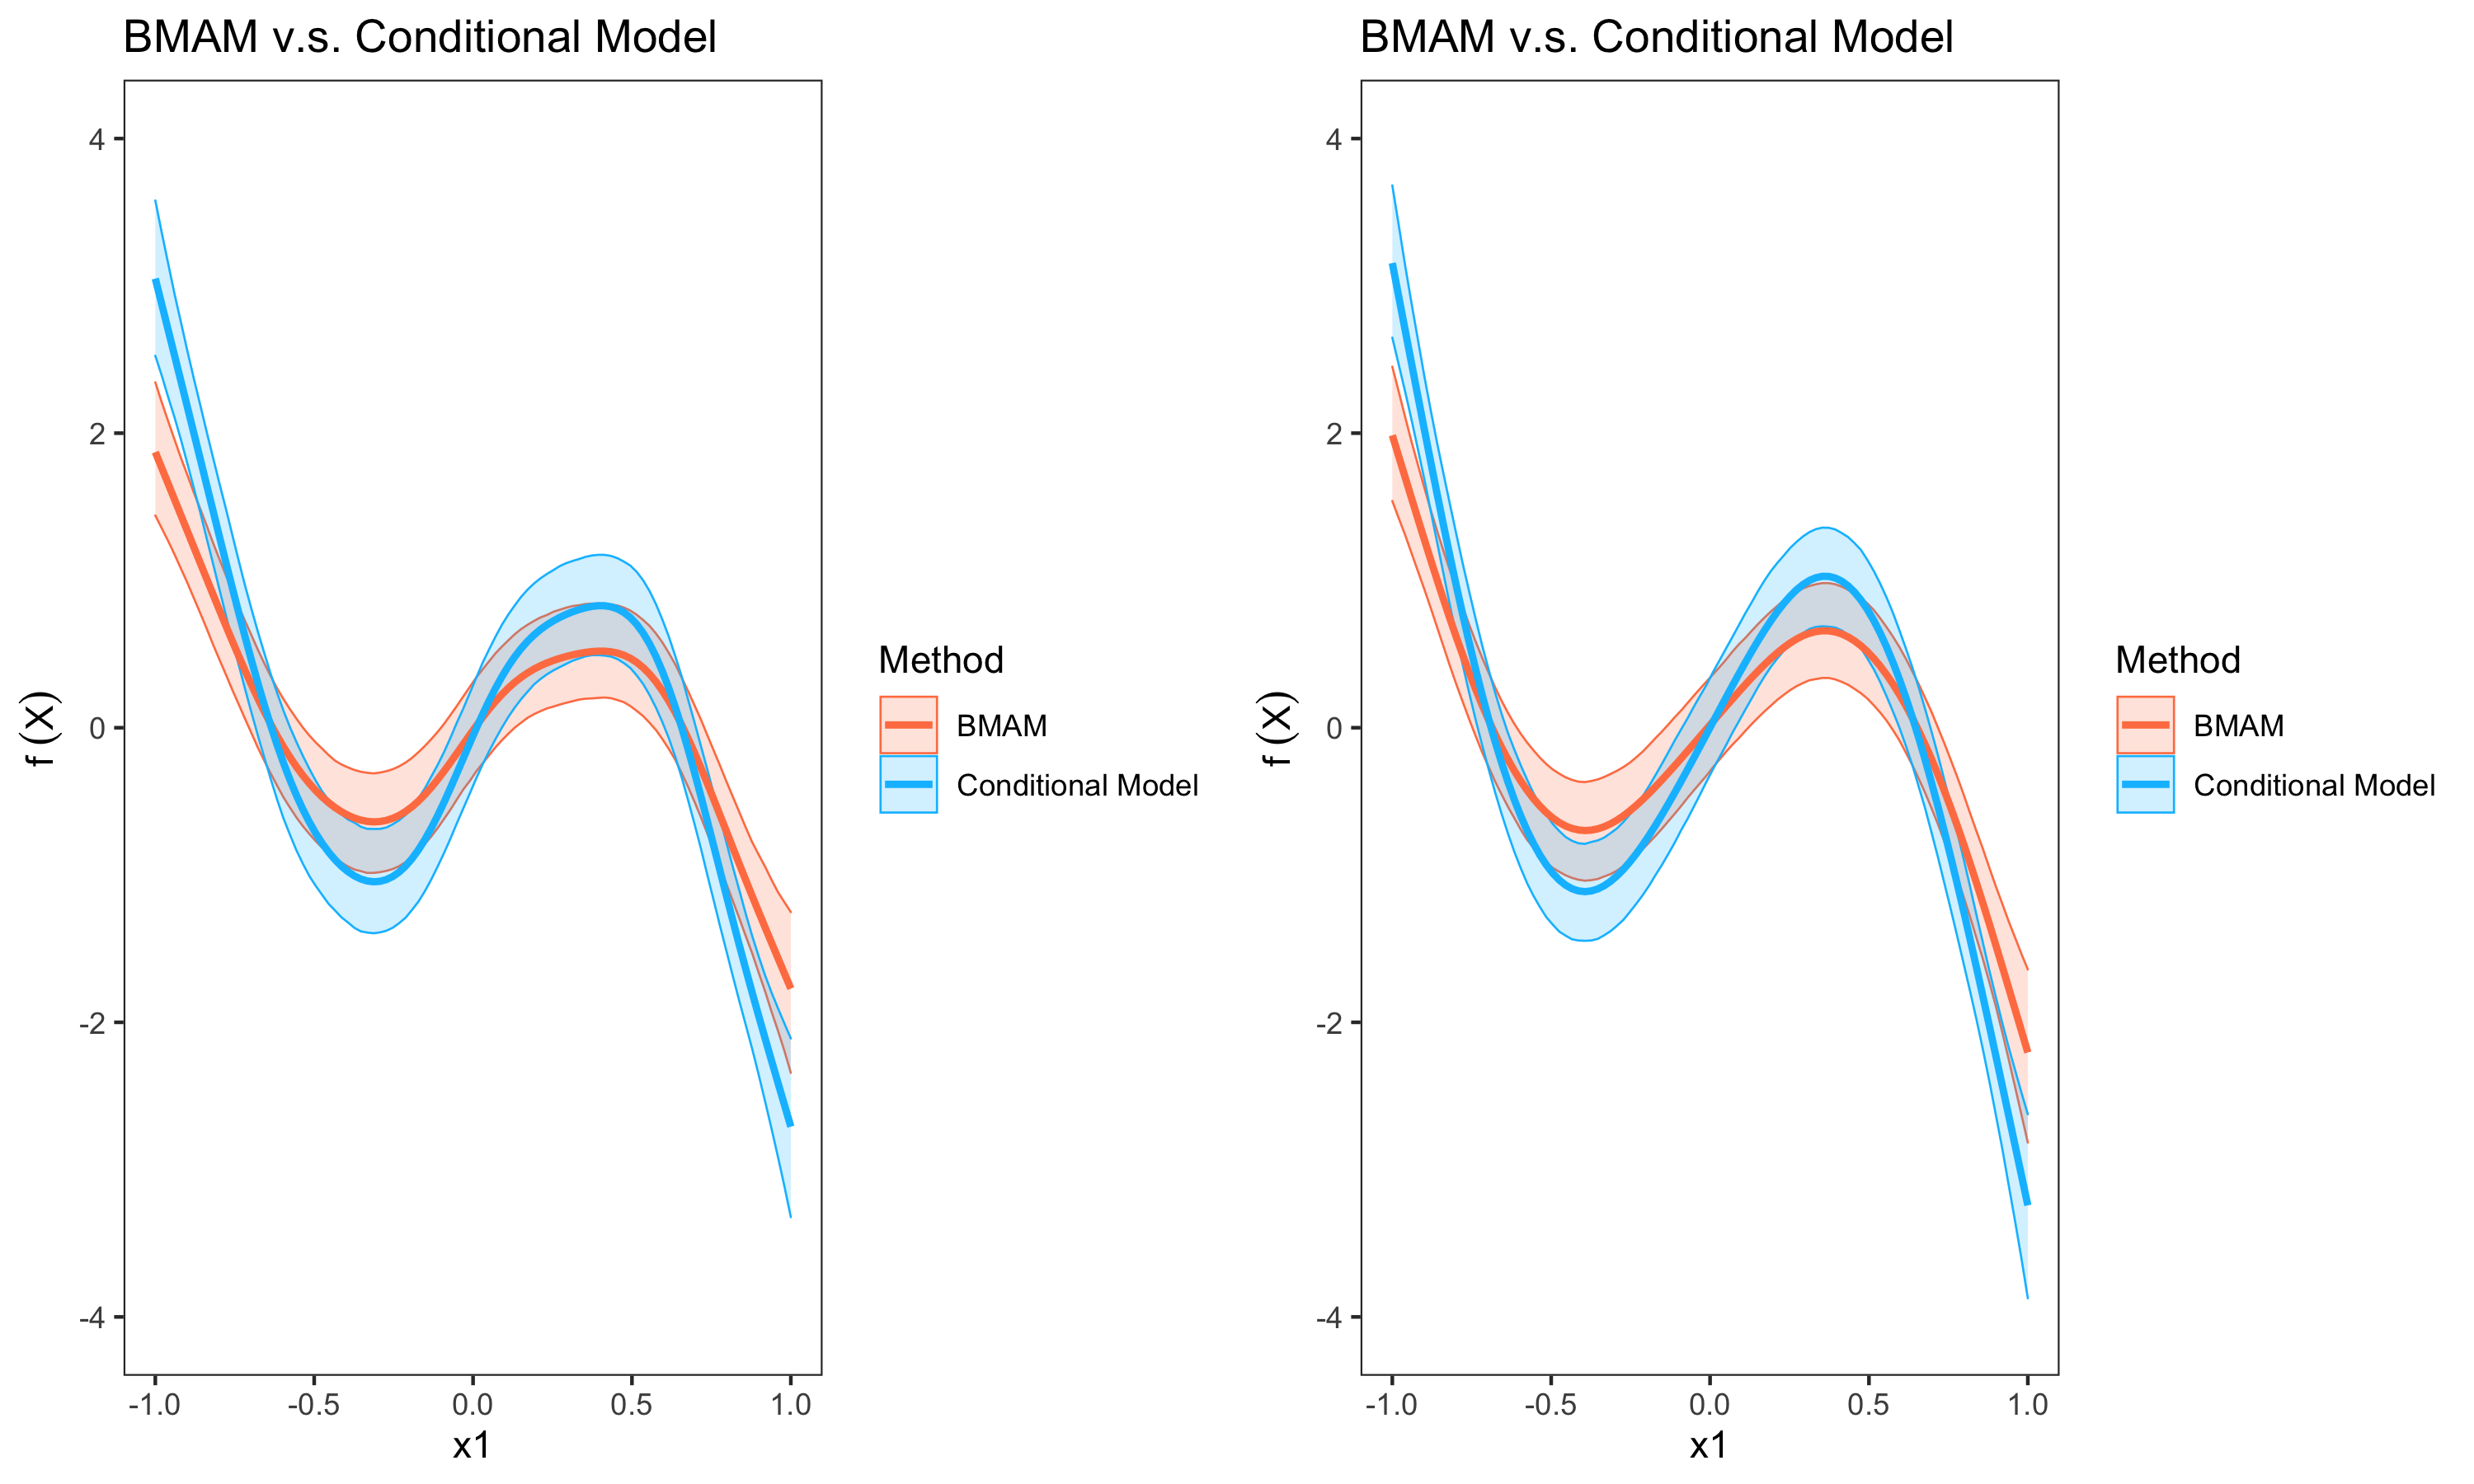 BMAM v.s. Conditional Model
4
2
0
-2
-4
f (X)
-1.0 -0.5 0.0 0.5 1.0
x1
Method
BMAM
Conditional Model
BMAM v.s. Conditional Model
4
2
0
-2
-4
f (X)
-1.0 -0.5 0.0 0.5 1.0
x1
Method
BMAM
Conditional Model